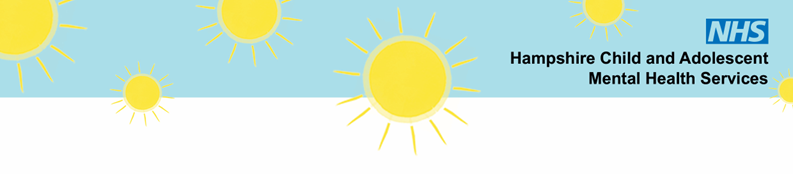 NHS
Hampshire Child and Adolescent
Mental Health Services